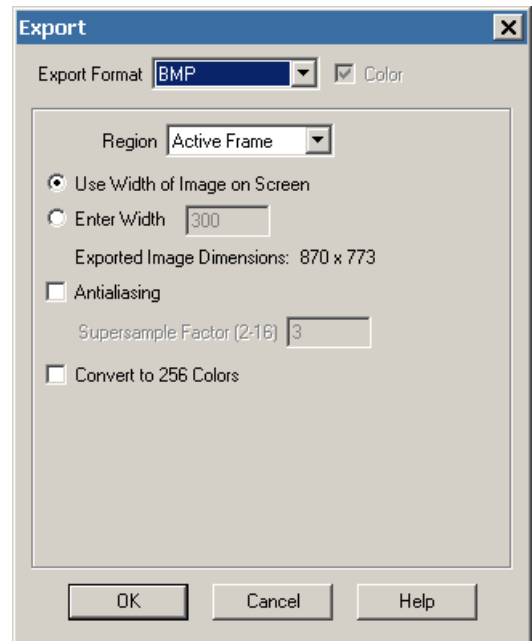 Export
Export Format BMP Color
Region Active Frame
Use Width of Image on Screen
Enter Width 300
Exported Image Dimensions: 870 x 773
Antialiasing
Supersample Factor (2-16) 3
Convert to 256 Colors
OK Cancel Help